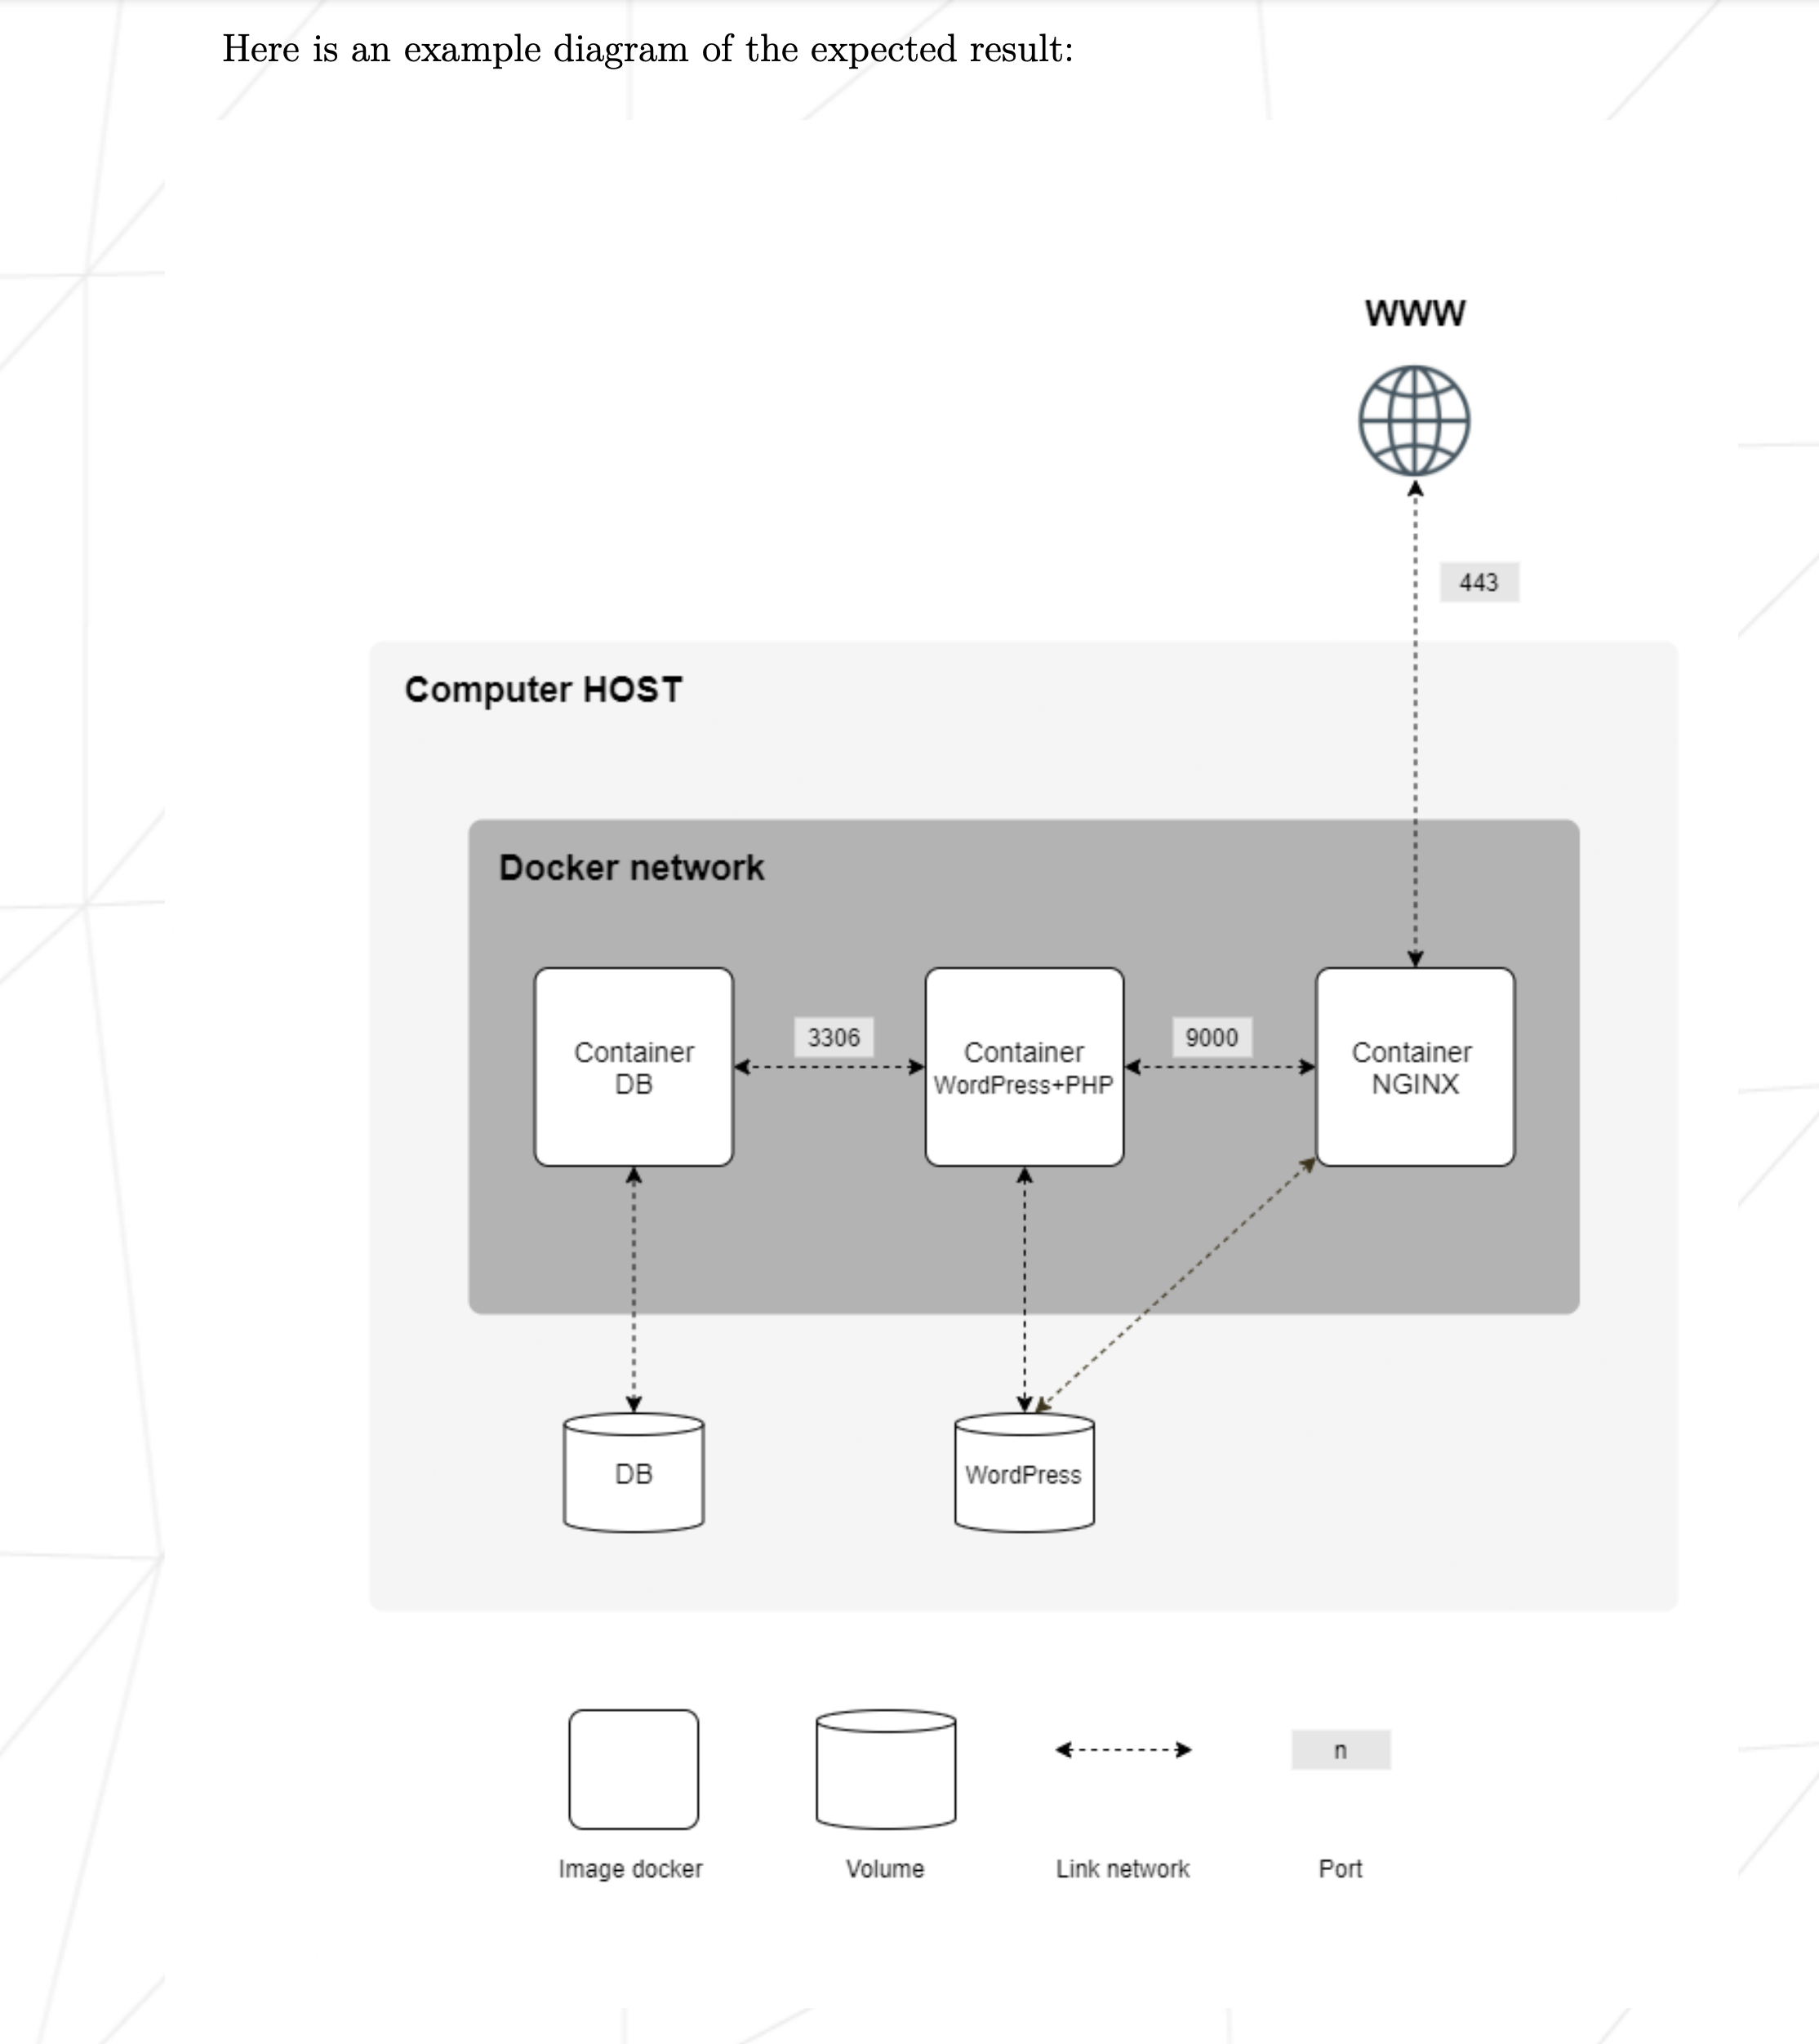 Here is an example diagram of the expected result:
WWW
443
Computer HOST
Docker network
Container
DB
3306
Container
WordPress+PHP
9000
Container
NGINX
DB
WordPress
n
Image docker
Volume
Link network
Port